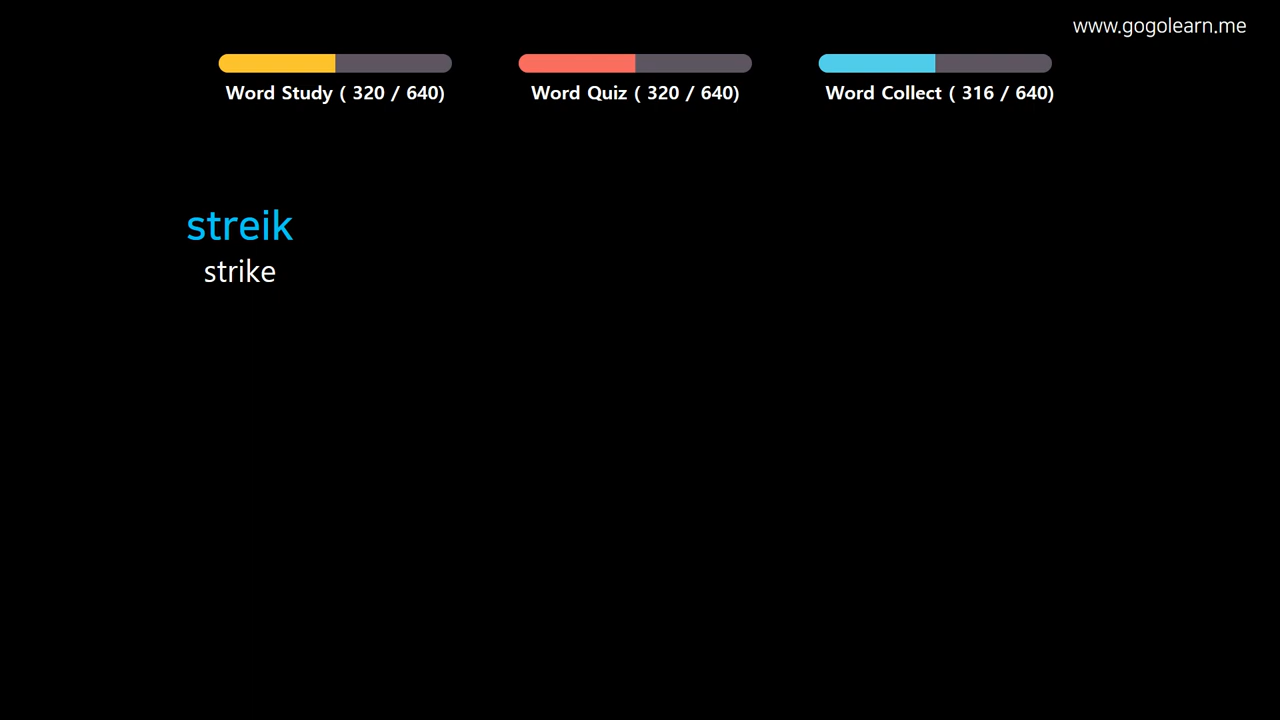 www.gogolearn.me
Word Study ( 320 / 640)
Word Quiz ( 320 / 640)
Word Collect ( 316 / 640)
streik
strike